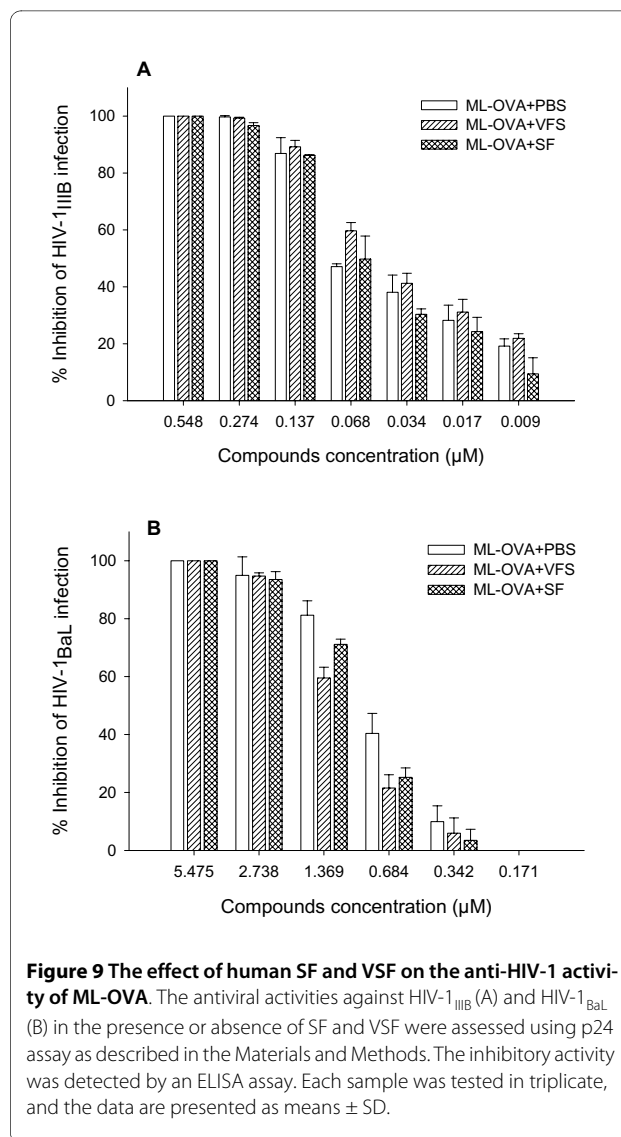 A
100
80
60
40
20
0
% Inhibition of HIV-1IIIB infection
ML-OVA+PBS
ML-OVA+VFS
ML-OVA+SF
0.548 0.274 0.137 0.068 0.034 0.017 0.009
Compounds concentration (µM)
B
100
80
60
40
20
0
% Inhibition of HIV-1BaL infection
ML-OVA+PBS
ML-OVA+VFS
ML-OVA+SF
5.475 2.738 1.369 0.684 0.342 0.171
Compounds concentration (µM)
Figure 9 The effect of human SF and VSF on the anti-HIV-1 activi-
ty of ML-OVA. The antiviral activities against HIV-1IIIB (A) and HIV-1BaL
(B) in the presence or absence of SF and VSF were assessed using p24
assay as described in the Materials and Methods. The inhibitory activity
was detected by an ELISA assay. Each sample was tested in triplicate,
and the data are presented as means ± SD.